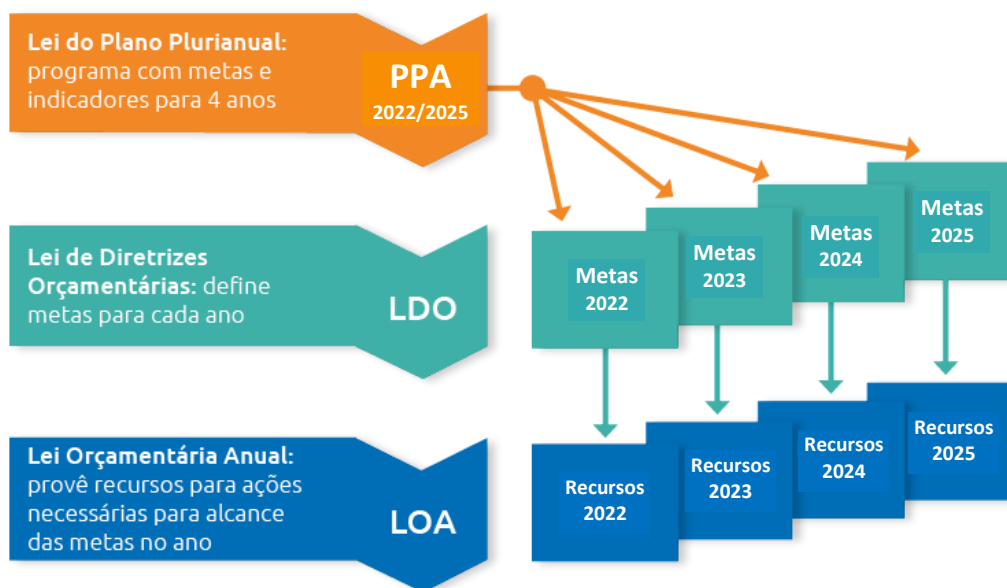 Lei do Plano Plurianual:
programa com metas e
indicadores para 4 anos
PPA
2022/2025
Lei de Diretrizes
Orçamentárias: define
metas para cada ano
LDO
Metas
2022
Metas
2023
Metas
2024
Metas
2025
Lei Orçamentária Anual:
provê recursos para ações
necessárias para alcance
das metas no ano
LOA
Recursos
2022
Recursos
2023
Recursos
2024
Recursos
2025